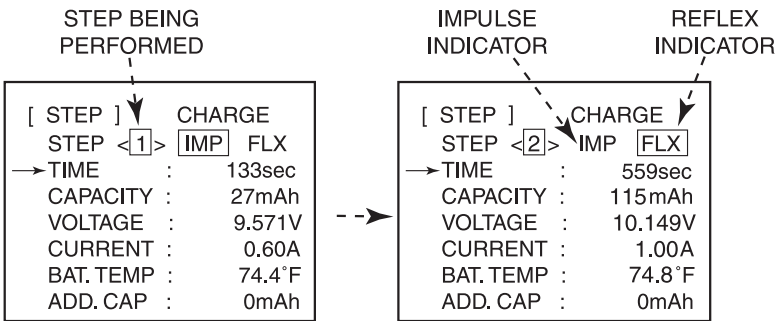 STEP BEING
PERFORMED
IMPULSE
INDICATOR
REFLEX
INDICATOR
[ STEP ] CHARGE
STEP <1> IMP FLX
→TIME : 133sec
CAPACITY : 27mAh
VOLTAGE : 9.571V
CURRENT : 0.60A
BAT. TEMP : 74.4°F
ADD. CAP : 0mAh
[ STEP ] CHARGE
STEP <2> IMP FLX
→TIME : 559sec
CAPACITY : 115mAh
VOLTAGE : 10.149V
CURRENT : 1.00A
BAT. TEMP : 74.8°F
ADD. CAP : 0mAh